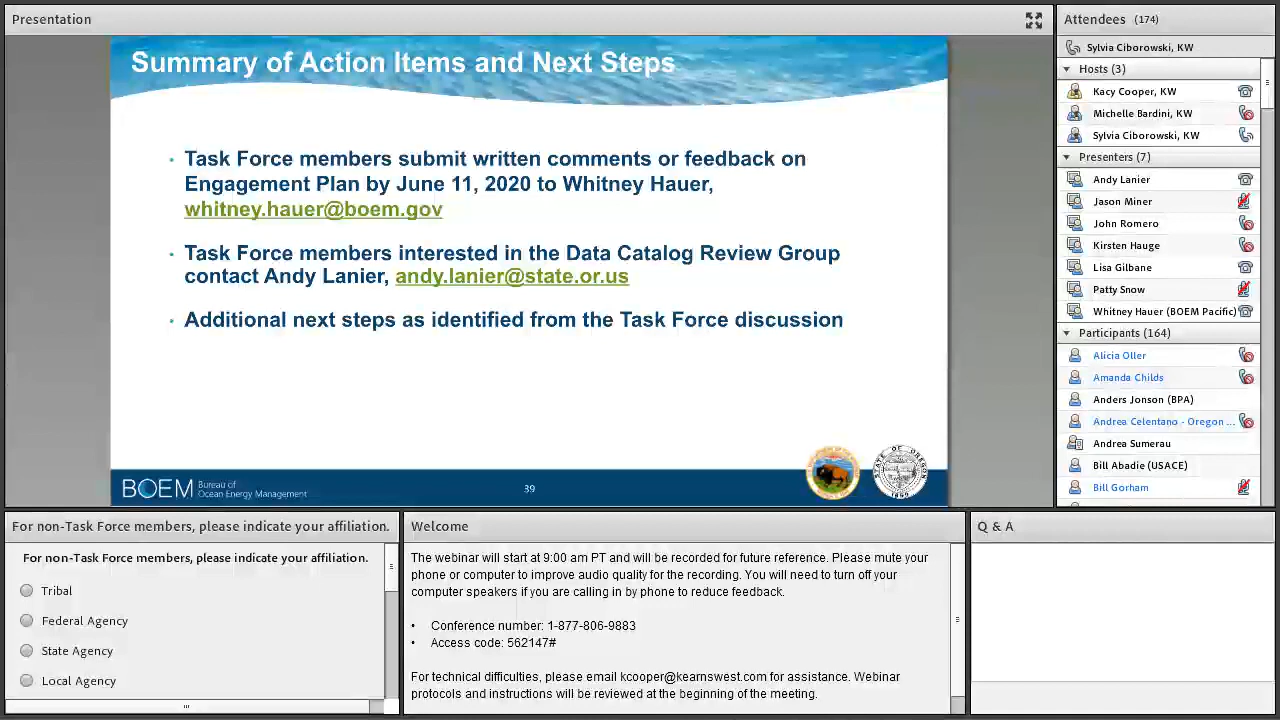 Presentation
Summary of Action Items and Next Steps
• Task Force members submit written comments or feedback on
Engagement Plan by June 11, 2020 to Whitney Hauer,
whitney.hauer@boem.gov
• Task Force members interested in the Data Catalog Review Group
contact Andy Lanier, andy.lanier@state.or.us
• Additional next steps as identified from the Task Force discussion
BOEM Bureau of
Ocean Energy Management
39
STATE OF OREGON
1859
Attendees (174)
Sylvia Ciborowski, KW
Hosts (3)
Kacy Cooper, KW
Michelle Bardini, KW
Sylvia Ciborowski, KW
Presenters (7)
Andy Lanier
Jason Miner
John Romero
Kirsten Hauge
Lisa Gilbane
Patty Snow
Whitney Hauer (BOEM Pacific)
Participants (164)
Alicia Oller
Amanda Childs
Anders Jonson (BPA)
Andrea Celentano - Oregon ...
Andrea Sumerau
Bill Abadie (USACE)
Bill Gorham
For non-Task Force members, please indicate your affiliation.
For non-Task Force members, please indicate your affiliation.
Tribal
Federal Agency
State Agency
Local Agency
Welcome
The webinar will start at 9:00 am PT and will be recorded for future reference. Please mute your
phone or computer to improve audio quality for the recording. You will need to turn off your
computer speakers if you are calling in by phone to reduce feedback.
• Conference number: 1-877-806-9883
• Access code: 562147#
For technical difficulties, please email kcooper@kearnswest.com for assistance. Webinar
protocols and instructions will be reviewed at the beginning of the meeting.
Q & A